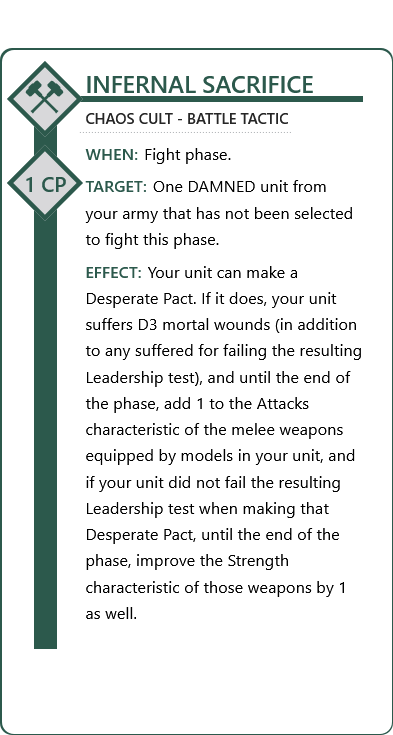 INFERNAL SACRIFICE
CHAOS CULT - BATTLE TACTIC
WHEN: Fight phase.
1 CP
TARGET: One DAMNED unit from
your army that has not been selected
to fight this phase.
EFFECT: Your unit can make a
Desperate Pact. If it does, your unit
suffers D3 mortal wounds (in addition
to any suffered for failing the resulting
Leadership test), and until the end of
the phase, add 1 to the Attacks
characteristic of the melee weapons
equipped by models in your unit, and
if your unit did not fail the resulting
Leadership test when making that
Desperate Pact, until the end of the
phase, improve the Strength
characteristic of those weapons by 1
as well.